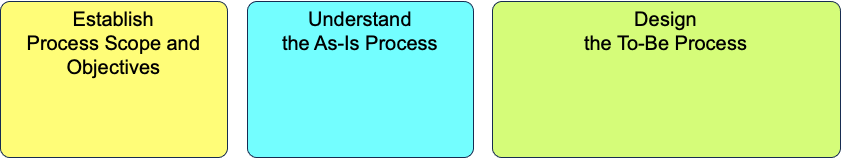 Establish
Process Scope and
Objectives
Understand
the As-Is Process
Design
the To-Be Process